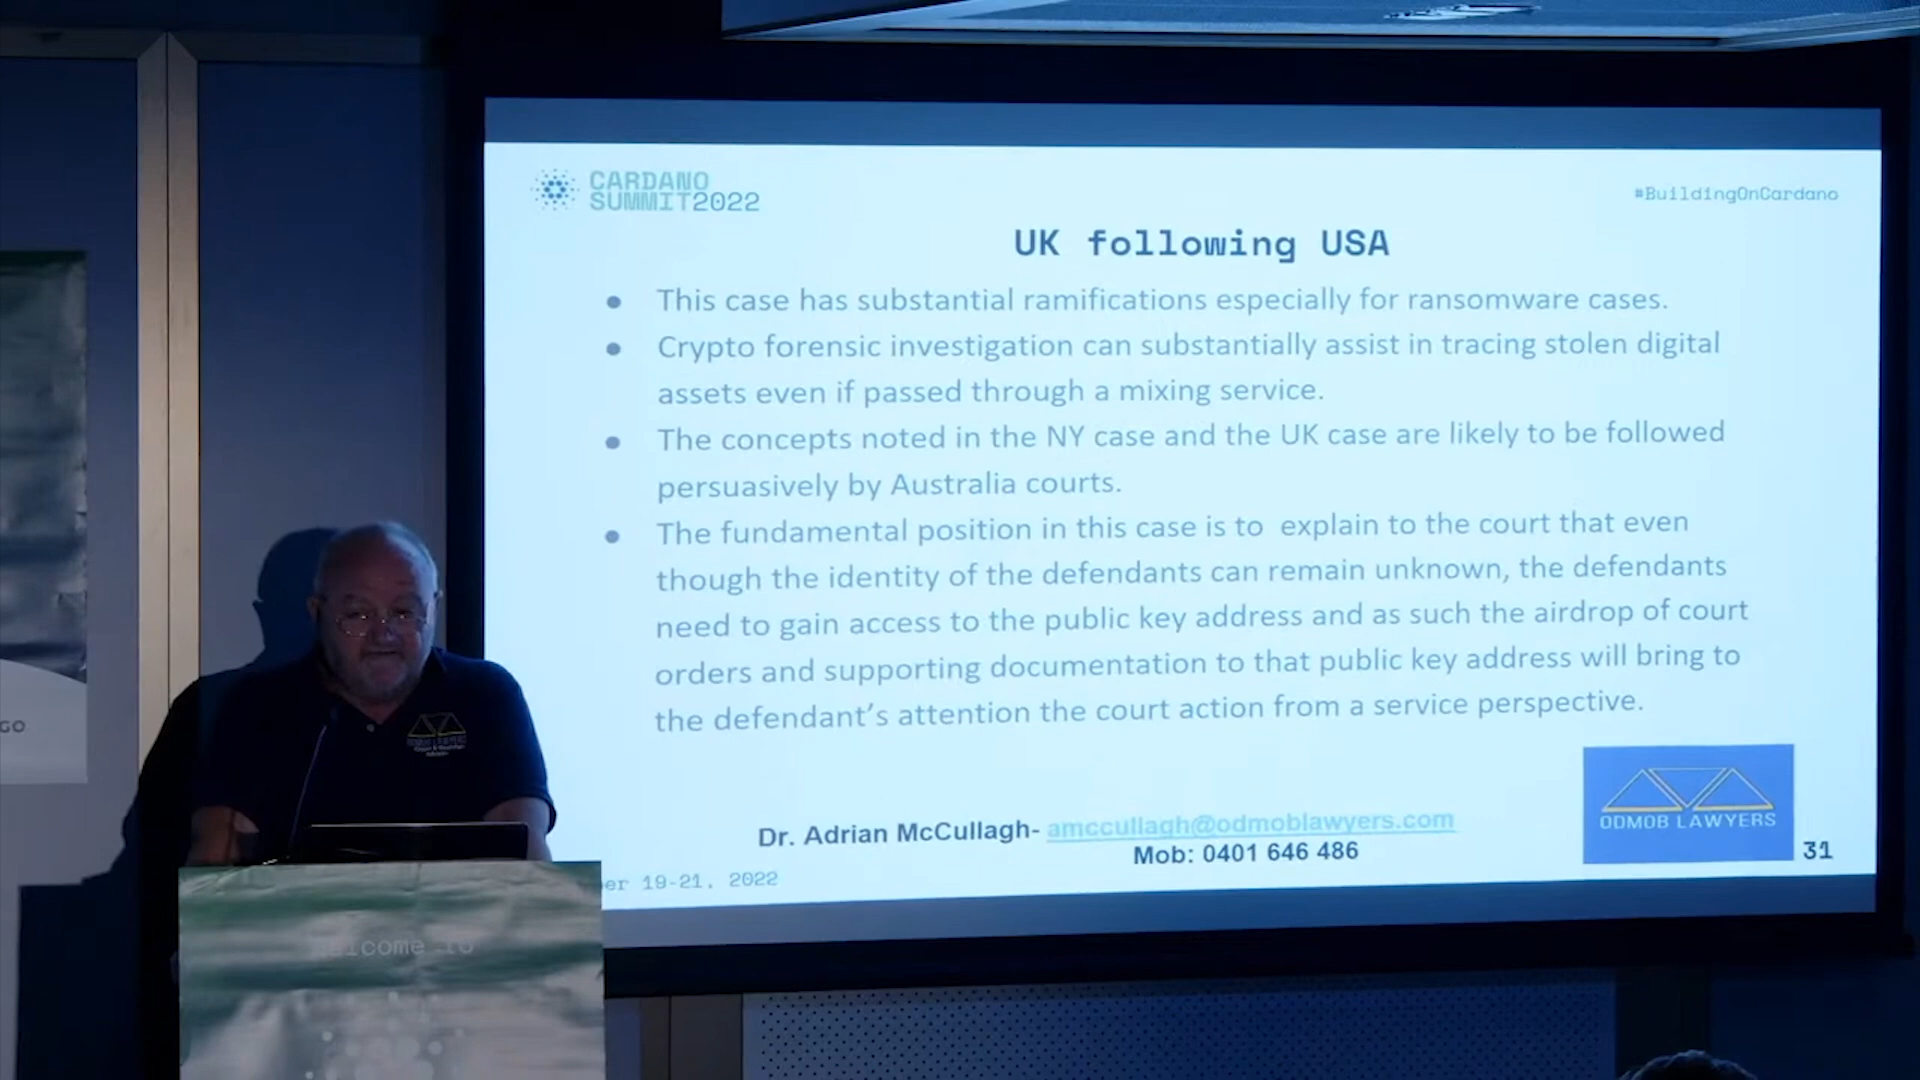 CARDANO
SUMMIT2022
#BuildingOnCardano
UK following USA
● This case has substantial ramifications especially for ransomware cases.
● Crypto forensic investigation can substantially assist in tracing stolen digital
assets even if passed through a mixing service.
● The concepts noted in the NY case and the UK case are likely to be followed
persuasively by Australia courts.
● The fundamental position in this case is to explain to the court that even
though the identity of the defendants can remain unknown, the defendants
need to gain access to the public key address and as such the airdrop of court
orders and supporting documentation to that public key address will bring to
the defendant's attention the court action from a service perspective.
Dr. Adrian McCullagh- amccullagh@odmoblawyers.com
Mob: 0401 646 486
ODMOB LAWYERS
31
er 19-21, 2022
GO
ODMOB LAWYERS